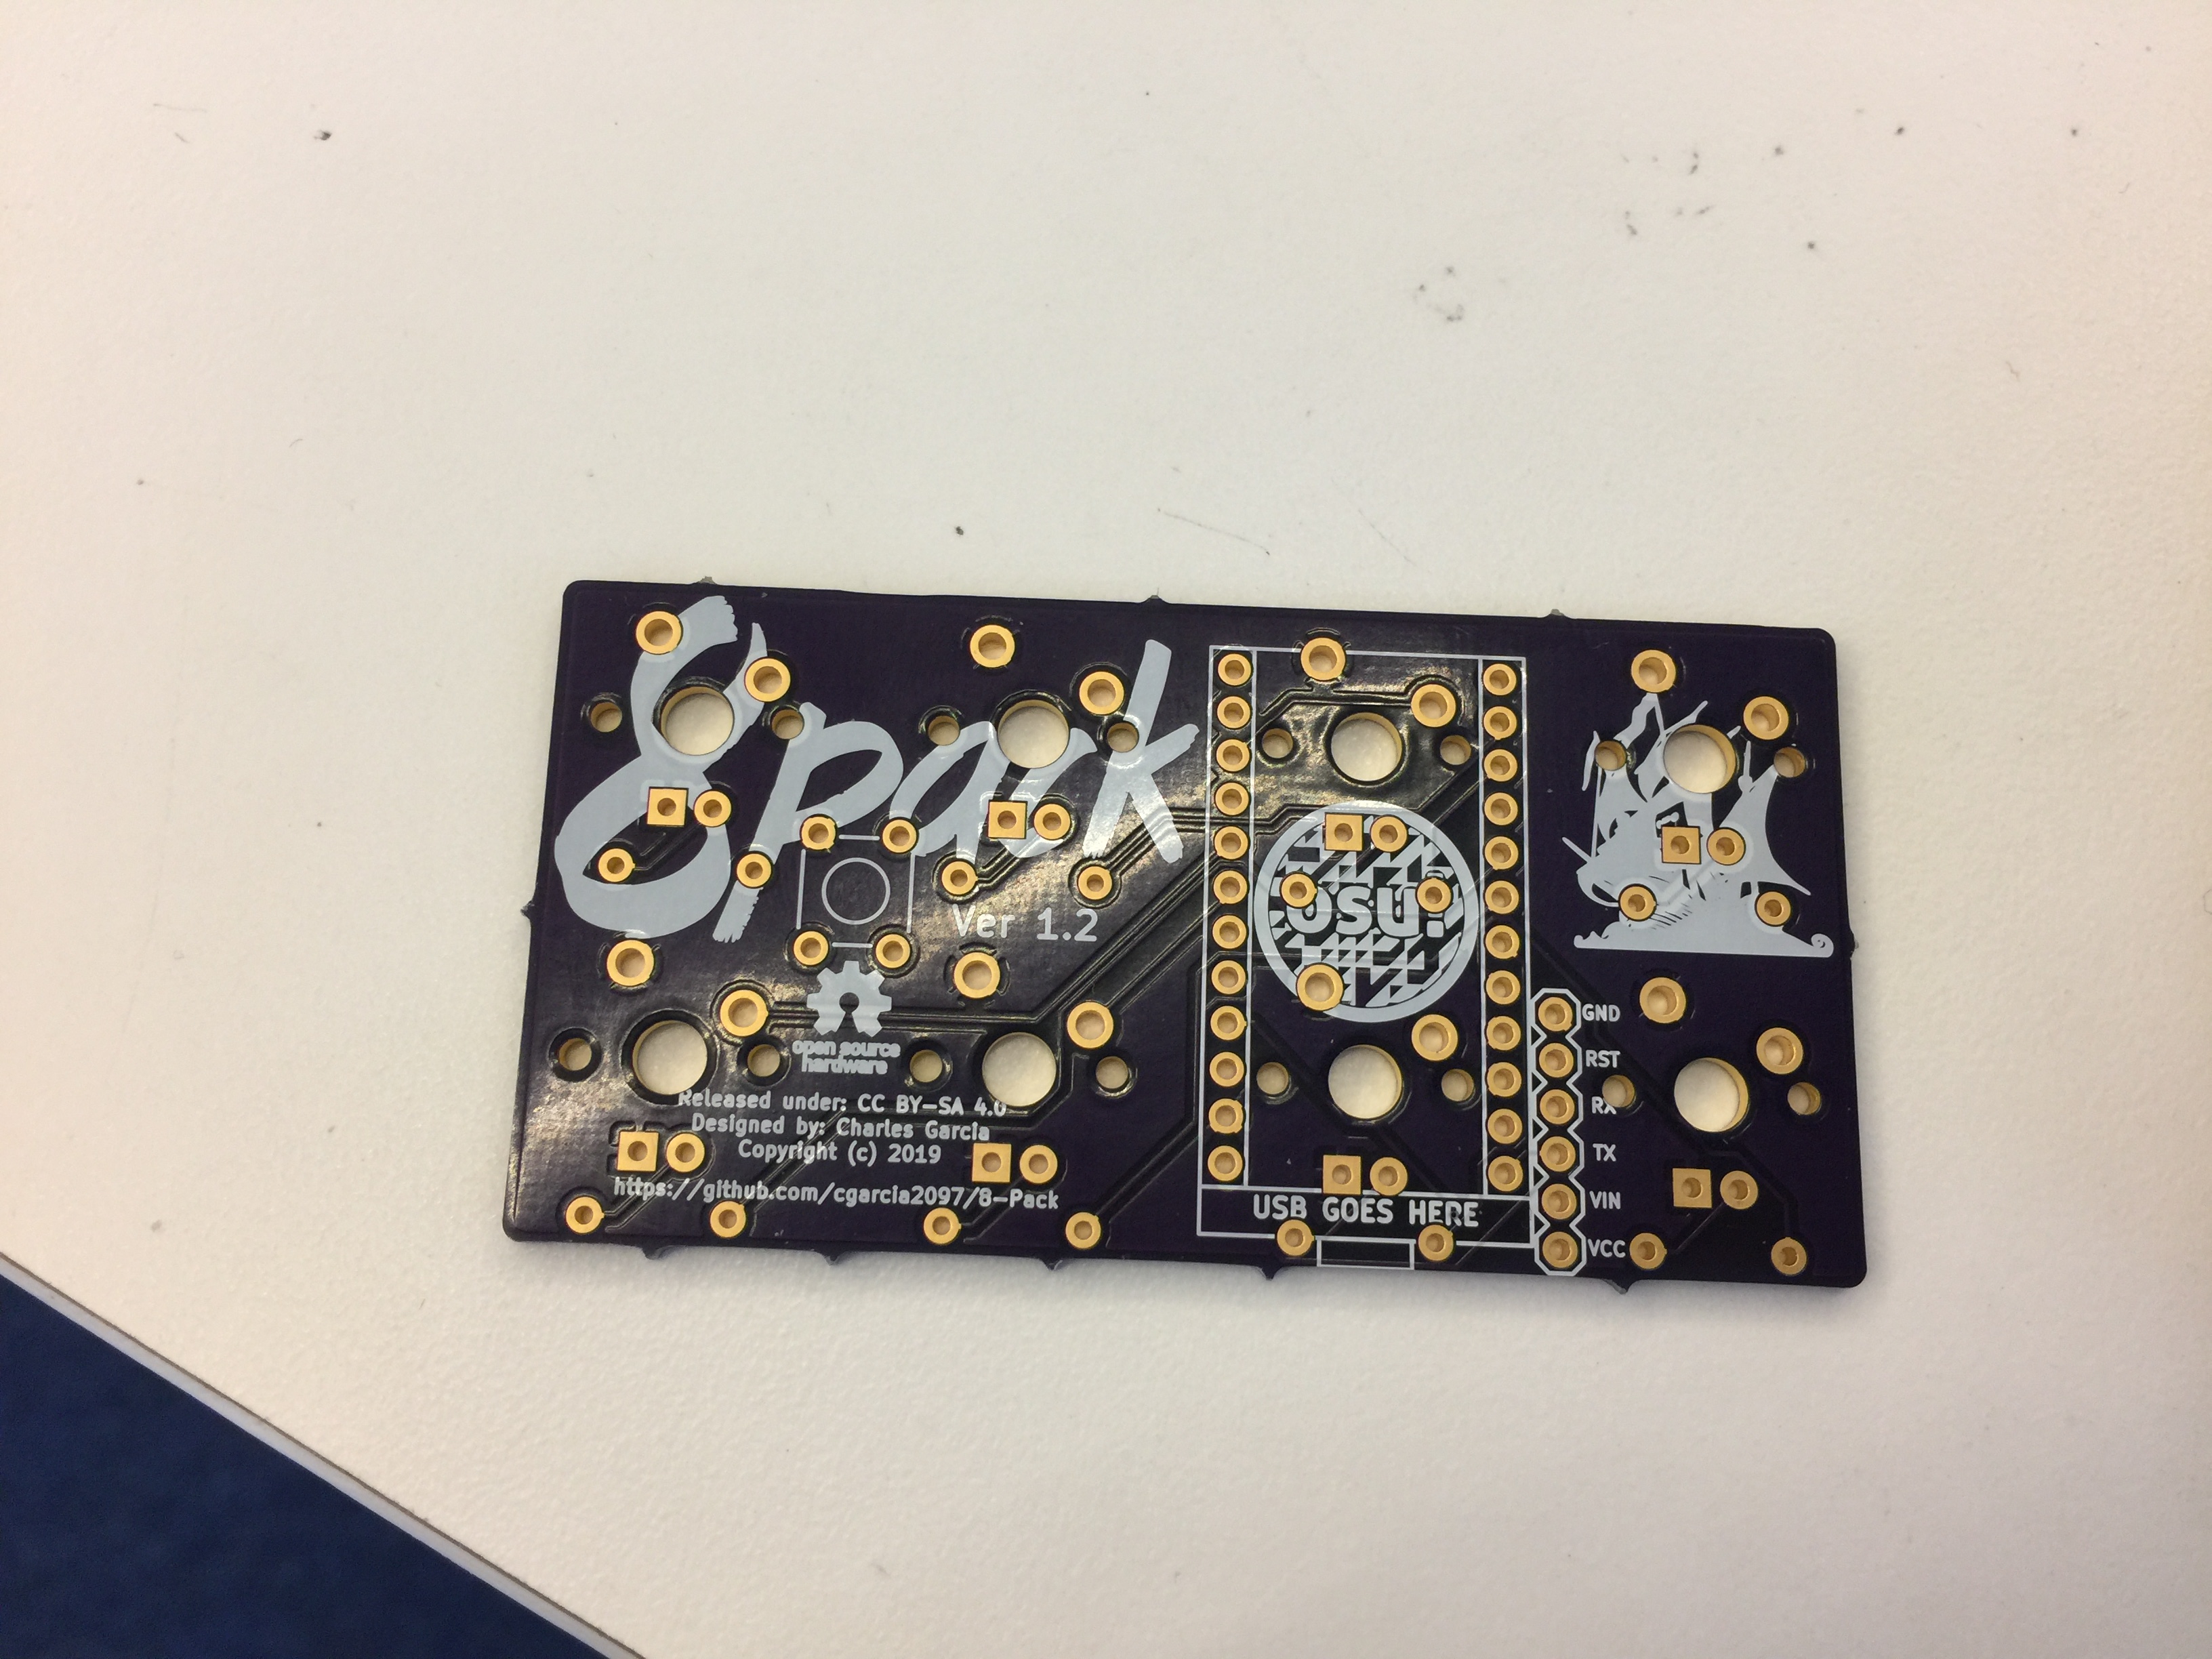 8park
Ver 1.2
osu!
open source
hardware
Released under: CC BY-SA 4.0
Designed by: Charles Garcia
Copyright (c) 2019
https://github.com/cgarcia2097/8-Pack
USB GOES HERE
GND
RST
RX
TX
VIN
VCC